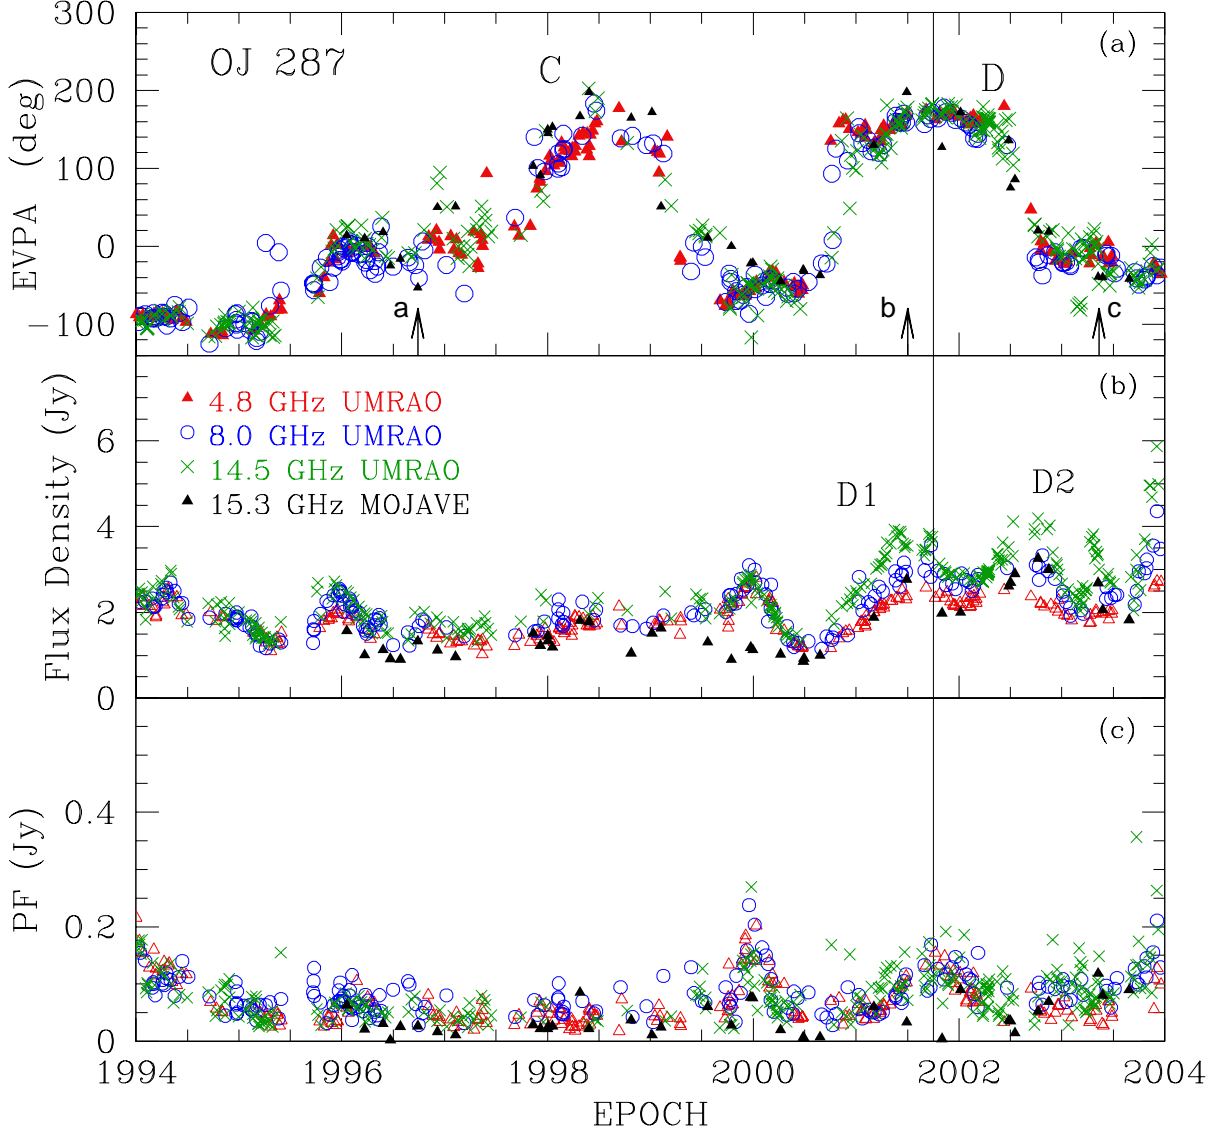 300
200
100
0
−100
EVPA (deg)
OJ 287
C
D
(a)
a
b
c
6
4
2
0
Flux Density (Jy)
(b)
4.8 GHz UMRAO
8.0 GHz UMRAO
14.5 GHz UMRAO
15.3 GHz MOJAVE
D1
D2
0.4
0.2
0
PF (Jy)
(c)
1994 1996 1998 2000 2002 2004
EPOCH